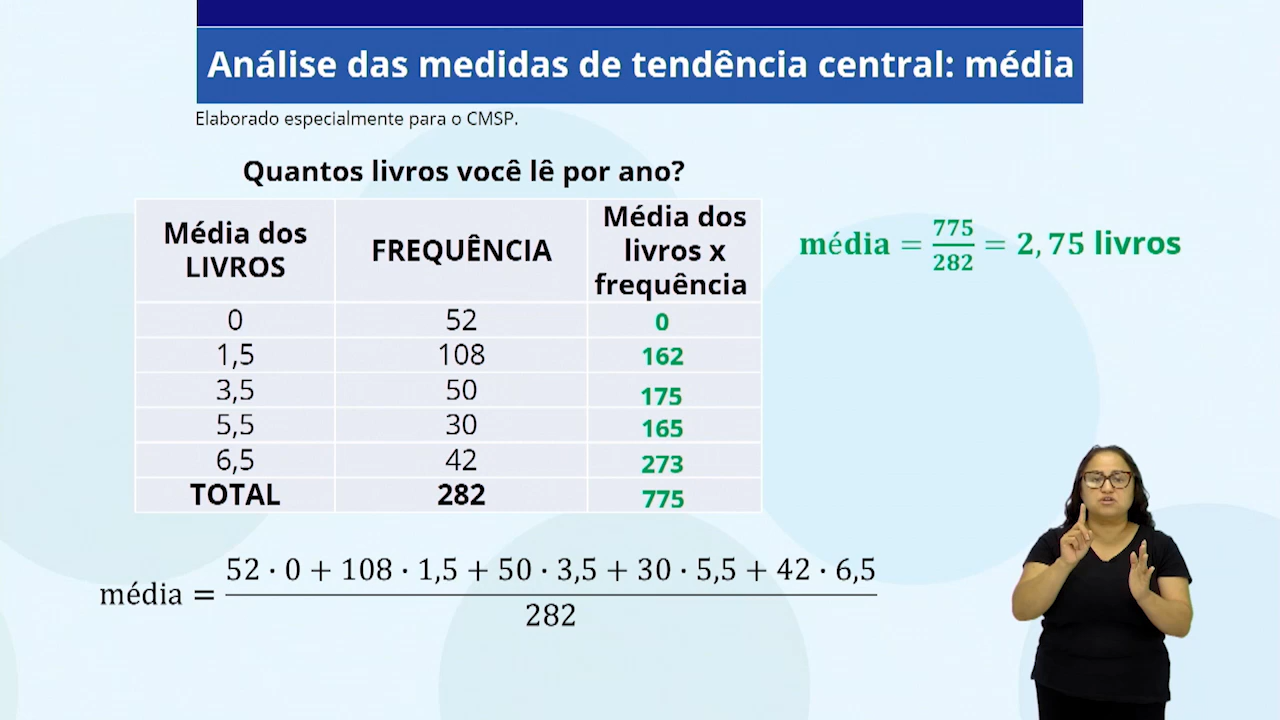 Análise das medidas de tendência central: média
Elaborado especialmente para o CMSP.
Quantos livros você lê por ano?
Média dos LIVROS | FREQUÊNCIA | Média dos livros x frequência
0 | 52 | 0
1,5 | 108 | 162
3,5 | 50 | 175
5,5 | 30 | 165
6,5 | 42 | 273
TOTAL | 282 | 775
média = 775/282 = 2,75 livros
média = (52 · 0 + 108 · 1,5 + 50 · 3,5 + 30 · 5,5 + 42 · 6,5)/282